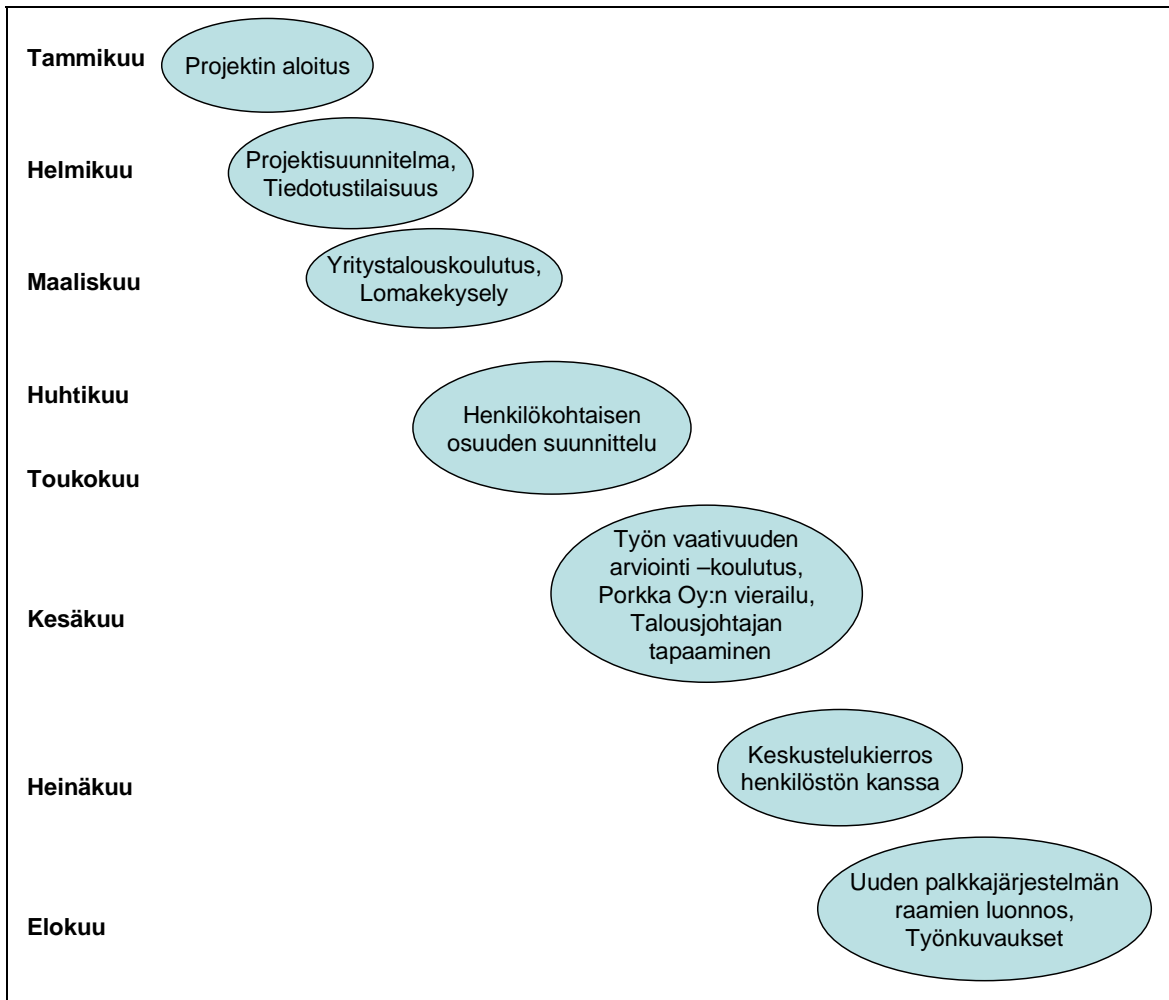 Tammikuu
Projektin aloitus
Helmikuu
Projektisuunnitelma,
Tiedotustilaisuus
Maaliskuu
Yritystalouskoulutus,
Lomakekysely
Huhtikuu
Henkilökohtaisen
osuuden suunnittelu
Toukokuu
Työn vaativuuden
arviointi –koulutus,
Porkka Oy:n vierailu,
Talousjohtajan
tapaaminen
Kesäkuu
Keskustelukierros
henkilöstön kanssa
Heinäkuu
Uuden palkkajärjestelmän
raamien luonnos,
Työnkuvaukset
Elokuu